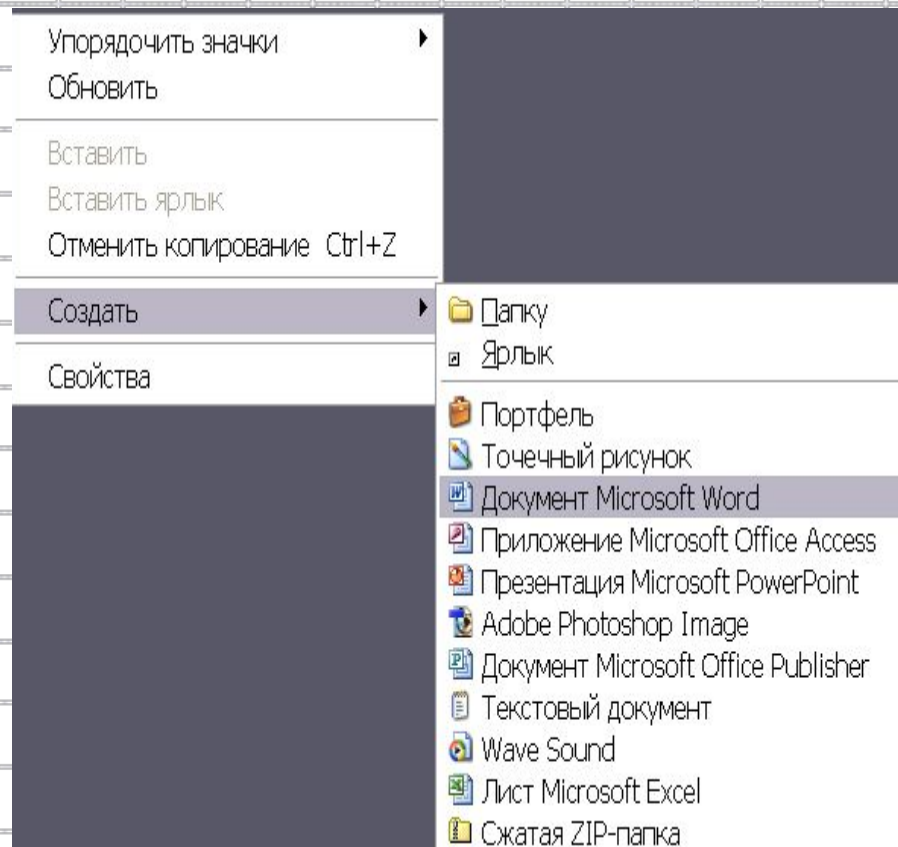 Упорядочить значки
Обновить
Вставить
Вставить ярлык
Отменить копирование Ctrl+Z
Создать
Свойства
Папку
Ярлык
Портфель
Точечный рисунок
Документ Microsoft Word
Приложение Microsoft Office Access
Презентация Microsoft PowerPoint
Adobe Photoshop Image
Документ Microsoft Office Publisher
Текстовый документ
Wave Sound
Лист Microsoft Excel
Сжатая ZIP-папка